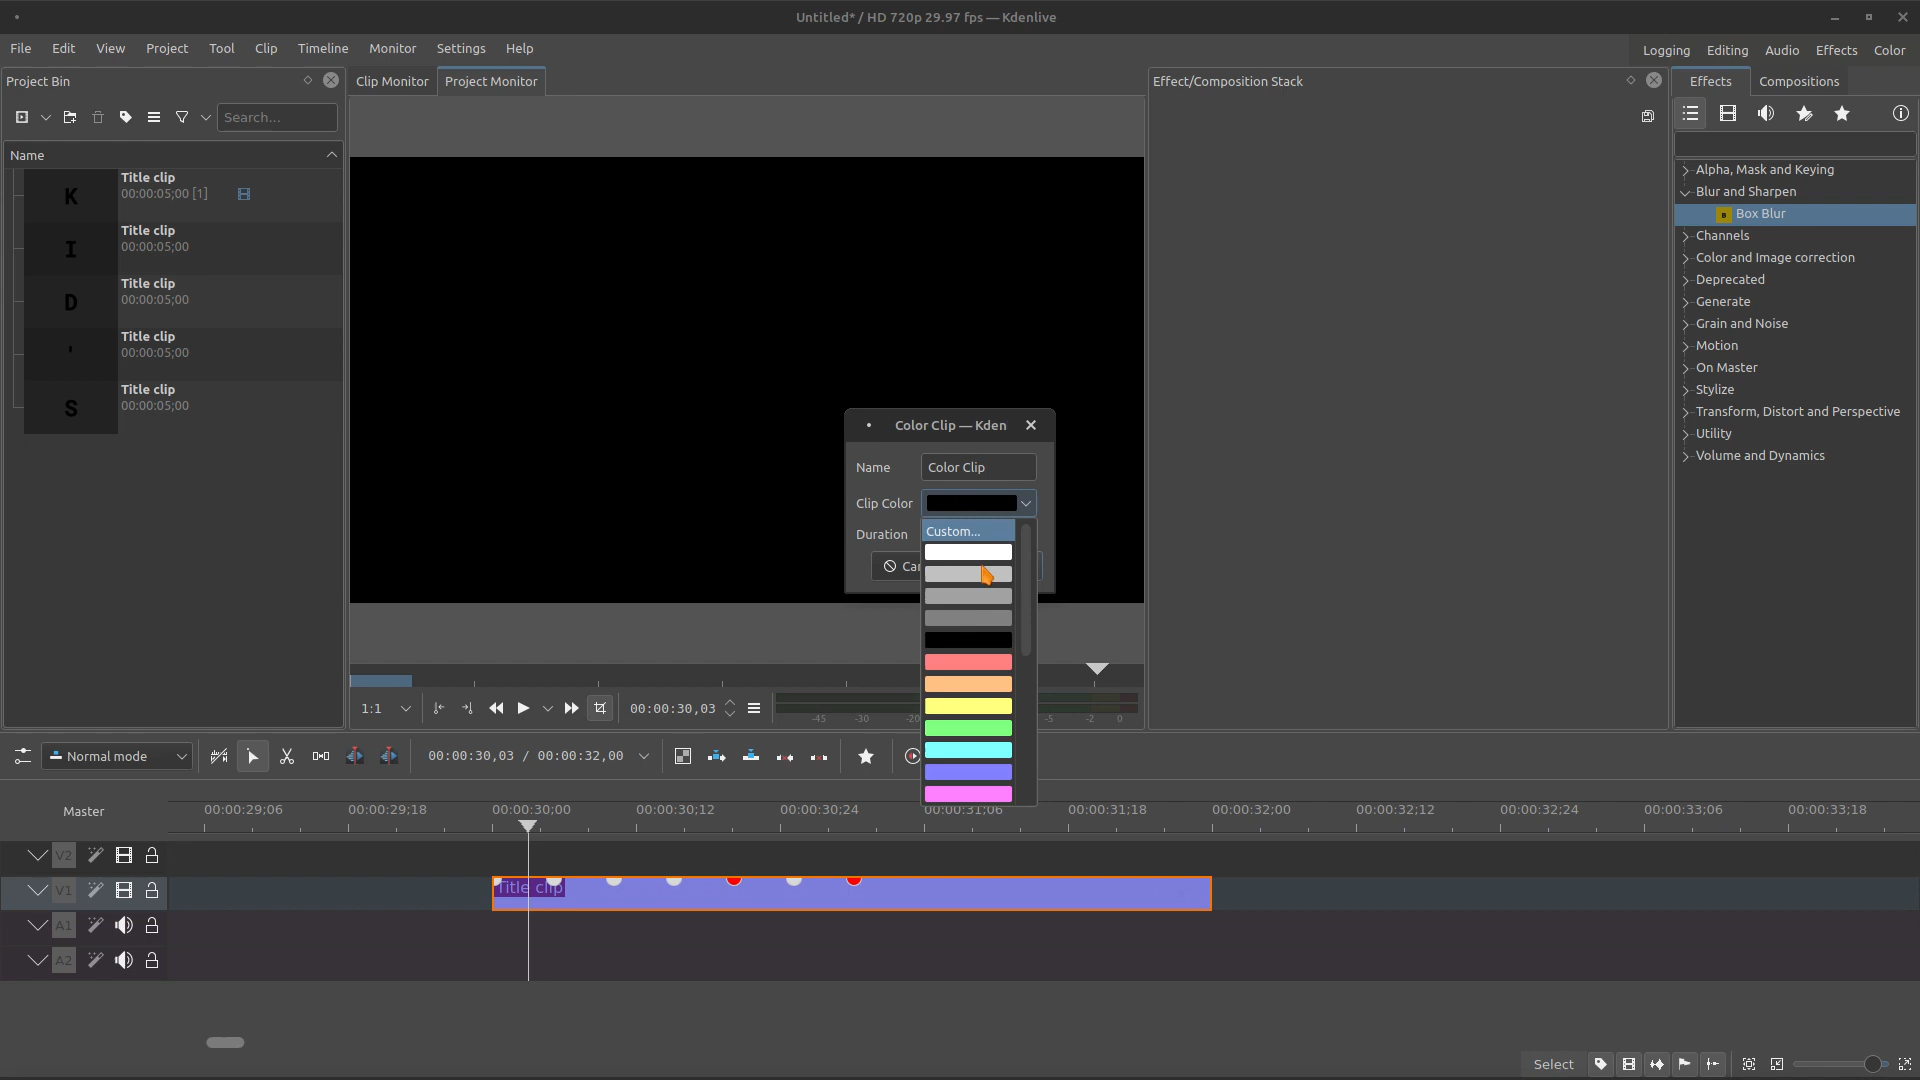 Untitled* / HD 720p 29.97 fps — Kdenlive
File Edit View Project Tool Clip Timeline Monitor Settings Help
Logging Editing Audio Effects Color
Project Bin
Clip Monitor Project Monitor
Effect/Composition Stack
Effects Compositions
Search...
Name
K
Title clip
00:00:05;00 [1]
I
Title clip
00:00:05;00
D
Title clip
00:00:05;00
'
Title clip
00:00:05;00
S
Title clip
00:00:05;00
Alpha, Mask and Keying
Blur and Sharpen
B Box Blur
Channels
Color and Image correction
Deprecated
Generate
Grain and Noise
Motion
On Master
Stylize
Transform, Distort and Perspective
Utility
Volume and Dynamics
Color Clip — Kden
Name Color Clip
Clip Color
Custom...
Duration
Can
1:1
00:00:30,03
-45 -30 -20 -5 -2 0
Normal mode
00:00:30,03 / 00:00:32,00
Master
00:00:29;06 00:00:29;18 00:00:30;00 00:00:30;12 00:00:30;24 00:00:31;06 00:00:31;18 00:00:32;00 00:00:32;12 00:00:32;24 00:00:33;06 00:00:33;18
V2
V1
Title clip
A1
A2
Select